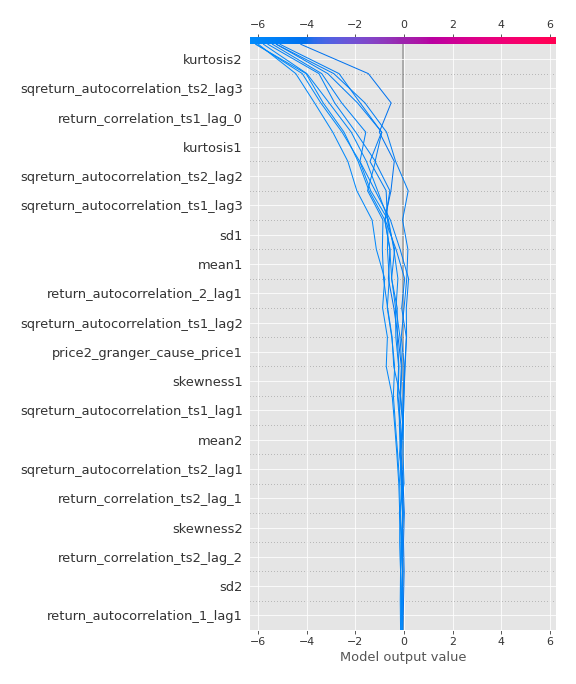 −6 −4 −2 0 2 4 6
kurtosis2
sqreturn_autocorrelation_ts2_lag3
return_correlation_ts1_lag_0
kurtosis1
sqreturn_autocorrelation_ts2_lag2
sqreturn_autocorrelation_ts1_lag3
sd1
mean1
return_autocorrelation_2_lag1
sqreturn_autocorrelation_ts1_lag2
price2_granger_cause_price1
skewness1
sqreturn_autocorrelation_ts1_lag1
mean2
sqreturn_autocorrelation_ts2_lag1
return_correlation_ts2_lag_1
skewness2
return_correlation_ts2_lag_2
sd2
return_autocorrelation_1_lag1
−6 −4 −2 0 2 4 6
Model output value